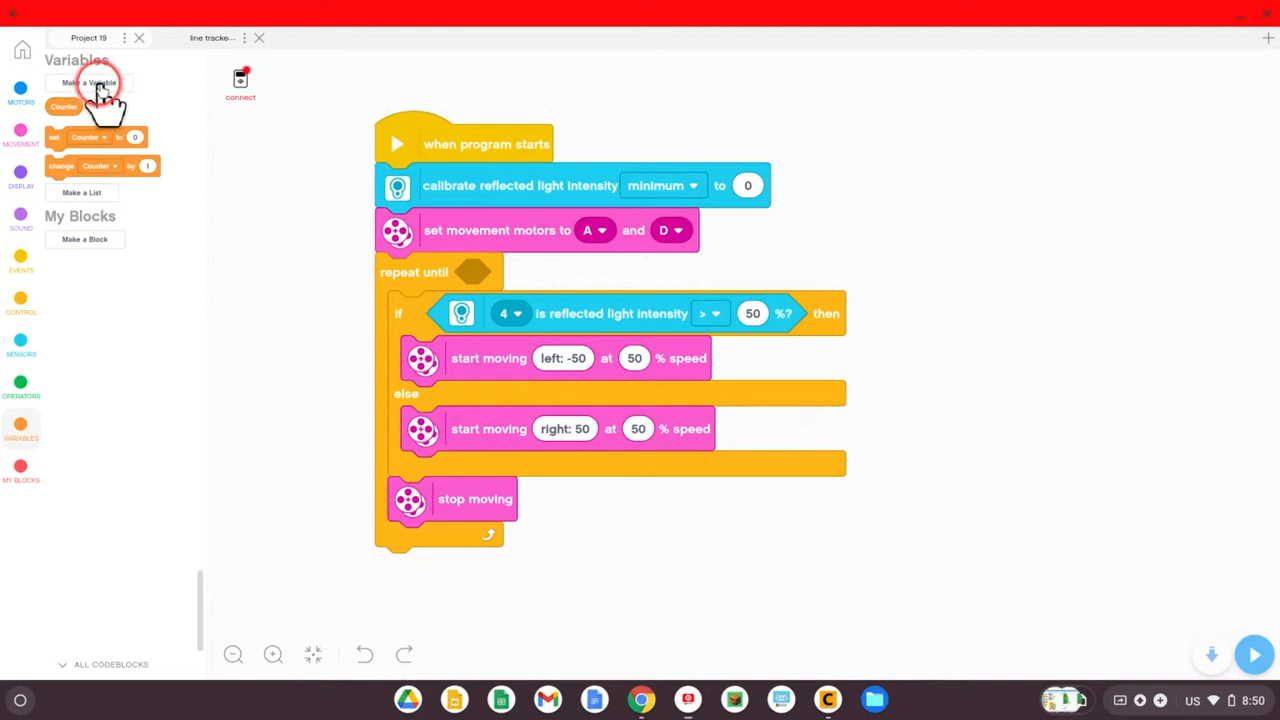 Project 19
line tracke...
Variables
Make a Variable
Counter
set Counter to 0
change Counter by 1
Make a List
My Blocks
Make a Block
MOTORS
MOVEMENT
DISPLAY
SOUND
EVENTS
CONTROL
SENSORS
OPERATORS
VARIABLES
MY BLOCKS
ALL CODEBLOCKS
connect
when program starts
calibrate reflected light intensity minimum to 0
set movement motors to A and D
repeat until
if 4 is reflected light intensity > 50 %? then
start moving left: -50 at 50 % speed
else
start moving right: 50 at 50 % speed
stop moving
US 8:50